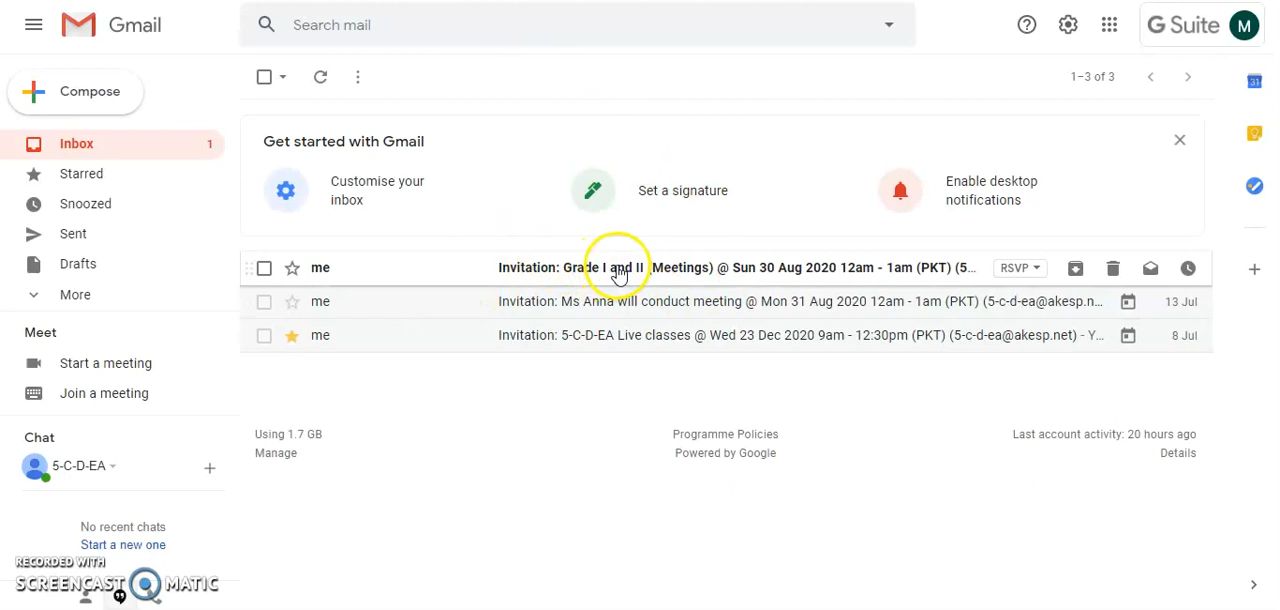 Gmail
Search mail
G Suite M
Compose
1–3 of 3
31
Inbox 1
Get started with Gmail
Starred
Customise your
inbox
Set a signature
Enable desktop
notifications
Snoozed
Sent
Drafts
me Invitation: Grade I and II (Meetings) @ Sun 30 Aug 2020 12am - 1am (PKT) (5... RSVP
More
me Invitation: Ms Anna will conduct meeting @ Mon 31 Aug 2020 12am - 1am (PKT) (5-c-d-ea@akesp.n... 13 Jul
Meet
me Invitation: 5-C-D-EA Live classes @ Wed 23 Dec 2020 9am - 12:30pm (PKT) (5-c-d-ea@akesp.net) - Y... 8 Jul
Start a meeting
Join a meeting
Chat
Using 1.7 GB
Manage
Programme Policies
Powered by Google
Last account activity: 20 hours ago
Details
5-C-D-EA
No recent chats
Start a new one
RECORDED WITH
SCREENCAST MATIC